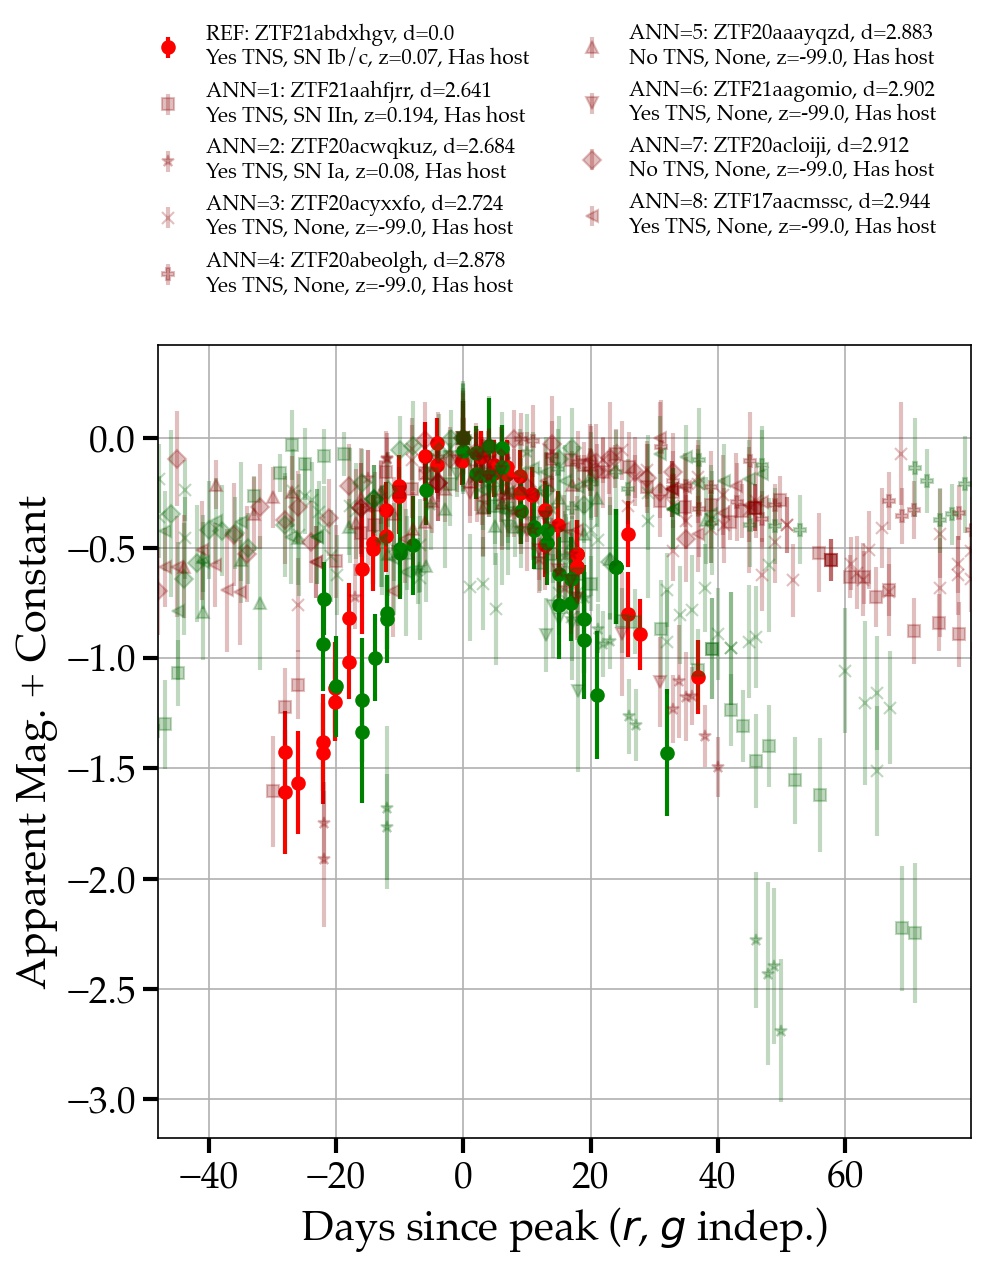 REF: ZTF21abdxhgv, d=0.0
Yes TNS, SN Ib/c, z=0.07, Has host
ANN=1: ZTF21aahfjrr, d=2.641
Yes TNS, SN IIn, z=0.194, Has host
ANN=2: ZTF20acwqkuz, d=2.684
Yes TNS, SN Ia, z=0.08, Has host
ANN=3: ZTF20acyxxfo, d=2.724
Yes TNS, None, z=-99.0, Has host
ANN=4: ZTF20abeolgh, d=2.878
Yes TNS, None, z=-99.0, Has host
ANN=5: ZTF20aaayqzd, d=2.883
No TNS, None, z=-99.0, Has host
ANN=6: ZTF21aagomio, d=2.902
Yes TNS, None, z=-99.0, Has host
ANN=7: ZTF20acloiji, d=2.912
No TNS, None, z=-99.0, Has host
ANN=8: ZTF17aacmssc, d=2.944
Yes TNS, None, z=-99.0, Has host
Apparent Mag. + Constant
0.0
−0.5
−1.0
−1.5
−2.0
−2.5
−3.0
−40 −20 0 20 40 60
Days since peak (r, g indep.)